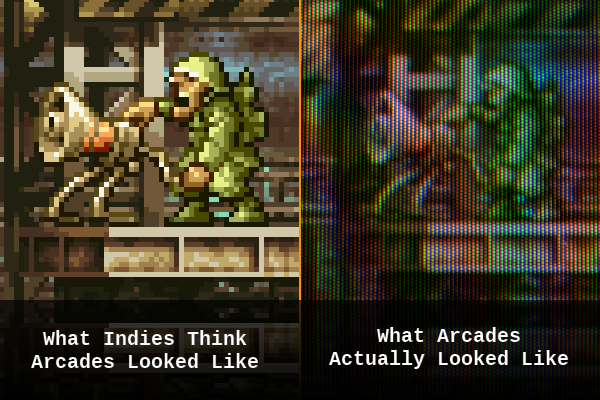 What Indies Think
Arcades Looked Like
What Arcades
Actually Looked Like